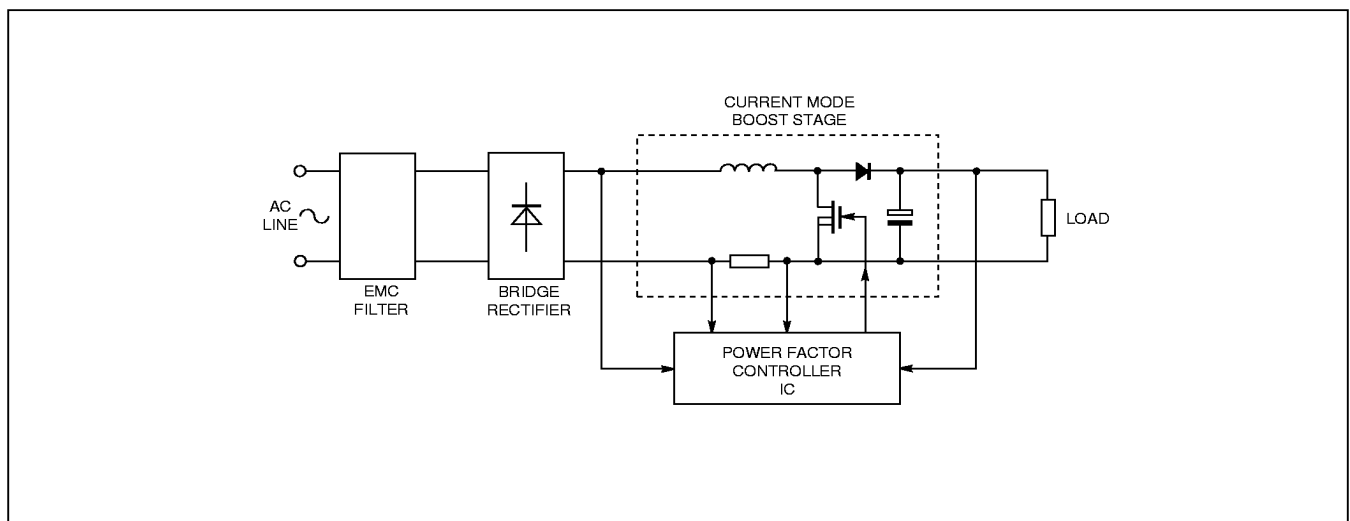 CURRENT MODE
BOOST STAGE
AC
LINE
LOAD
EMC
FILTER
BRIDGE
RECTIFIER
POWER FACTOR
CONTROLLER
IC